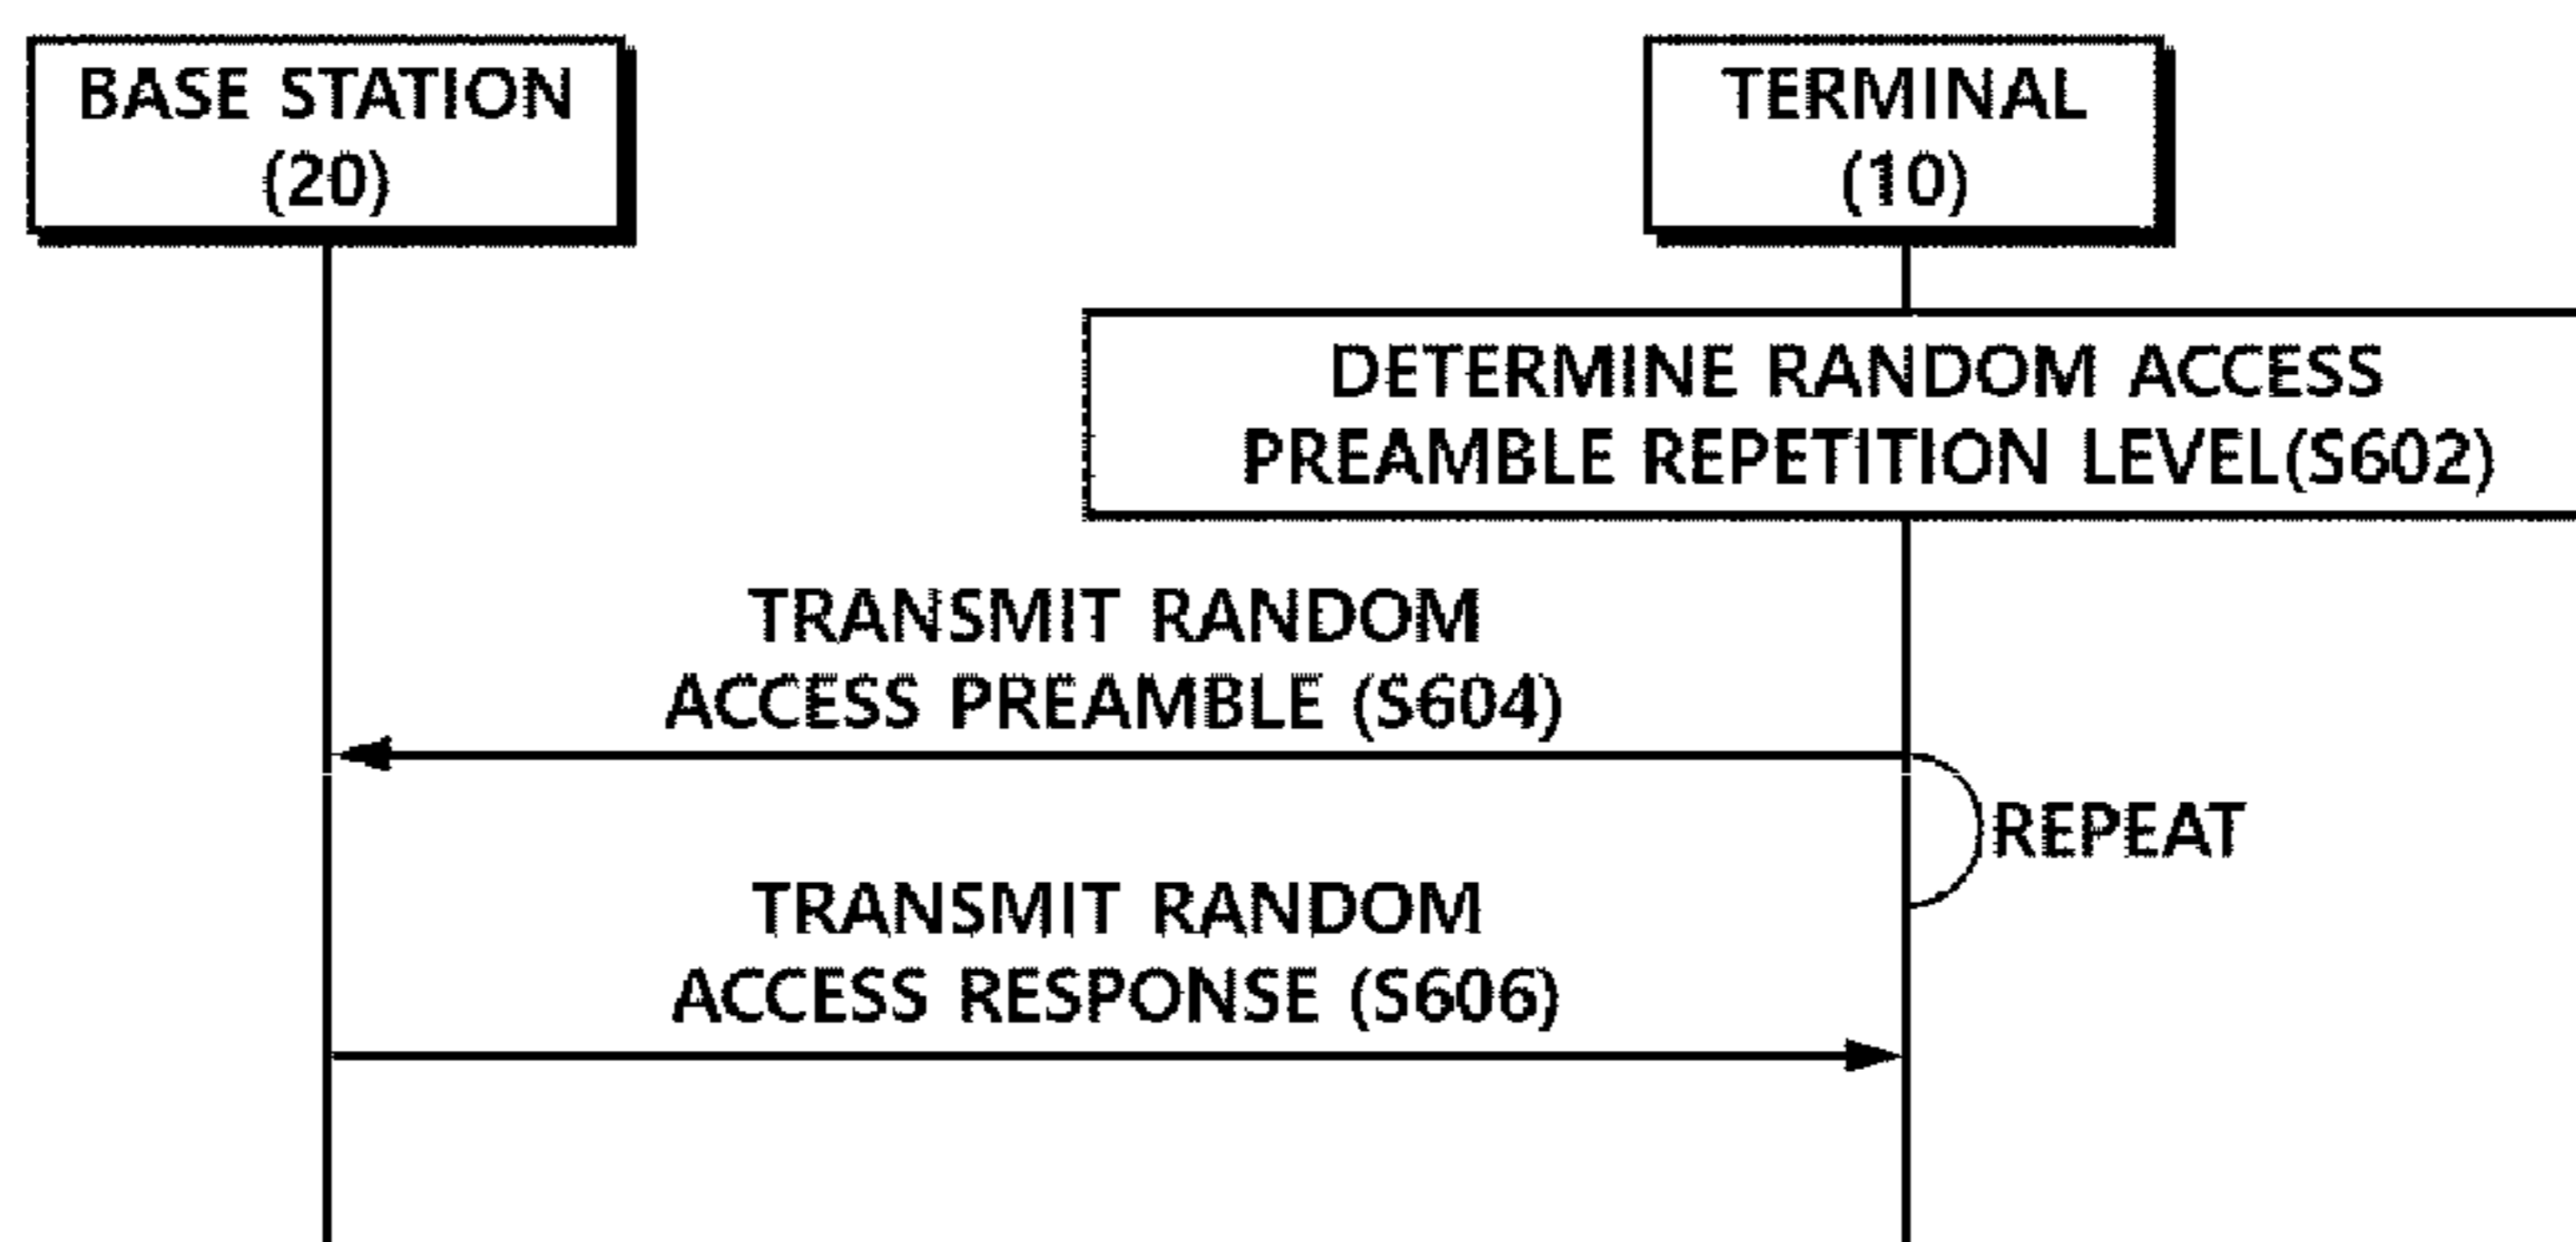 BASE STATION
(20)
TERMINAL
(10)
DETERMINE RANDOM ACCESS
PREAMBLE REPETITION LEVEL(S602)
TRANSMIT RANDOM
ACCESS PREAMBLE (S604)
REPEAT
TRANSMIT RANDOM
ACCESS RESPONSE (S606)